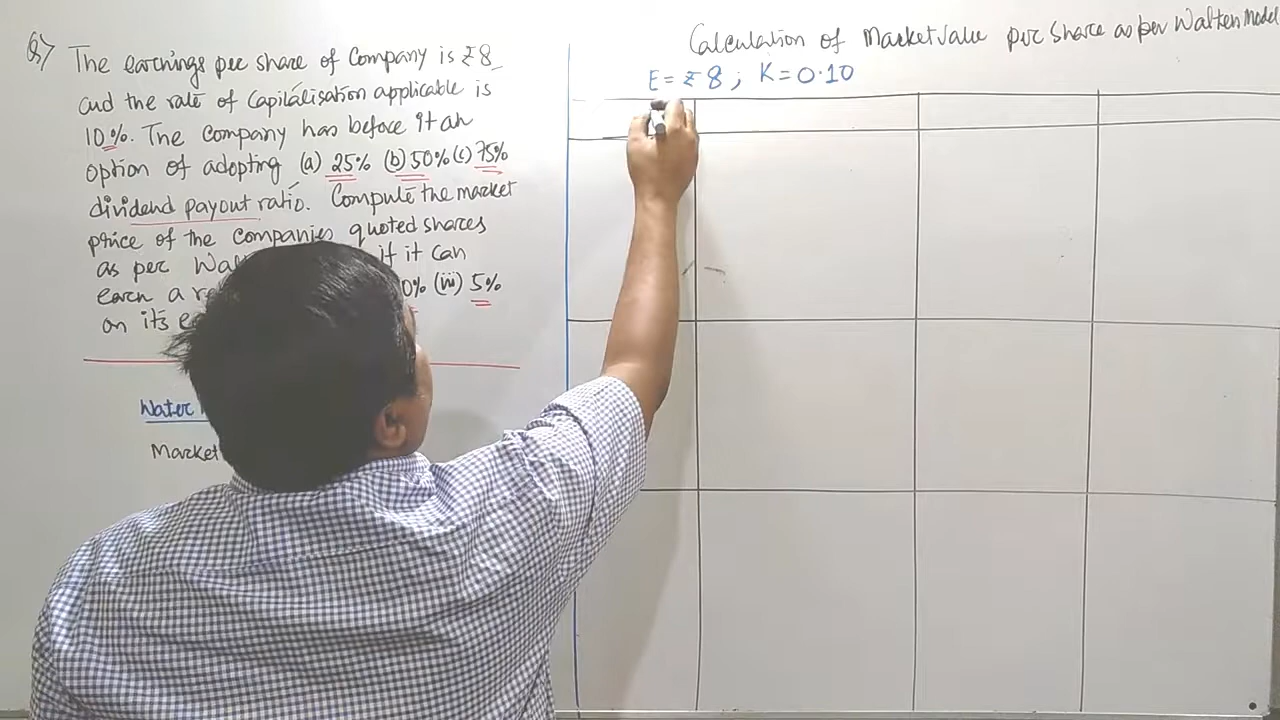 Q>
The earnings per share of Company is ₹8
and the rate of Capitalisation applicable is
10%. The Company has before it an
option of adopting (a) 25% (b) 50% (c) 75%
dividend payout ratio. Compute the market
price of the companies quoted shares
as per Wal if it can
earn a r 0% (iii) 5%
on its e
Water
Market
Calculation of Market value per Share as per Walter Model
E = ₹8 ; K = 0.10